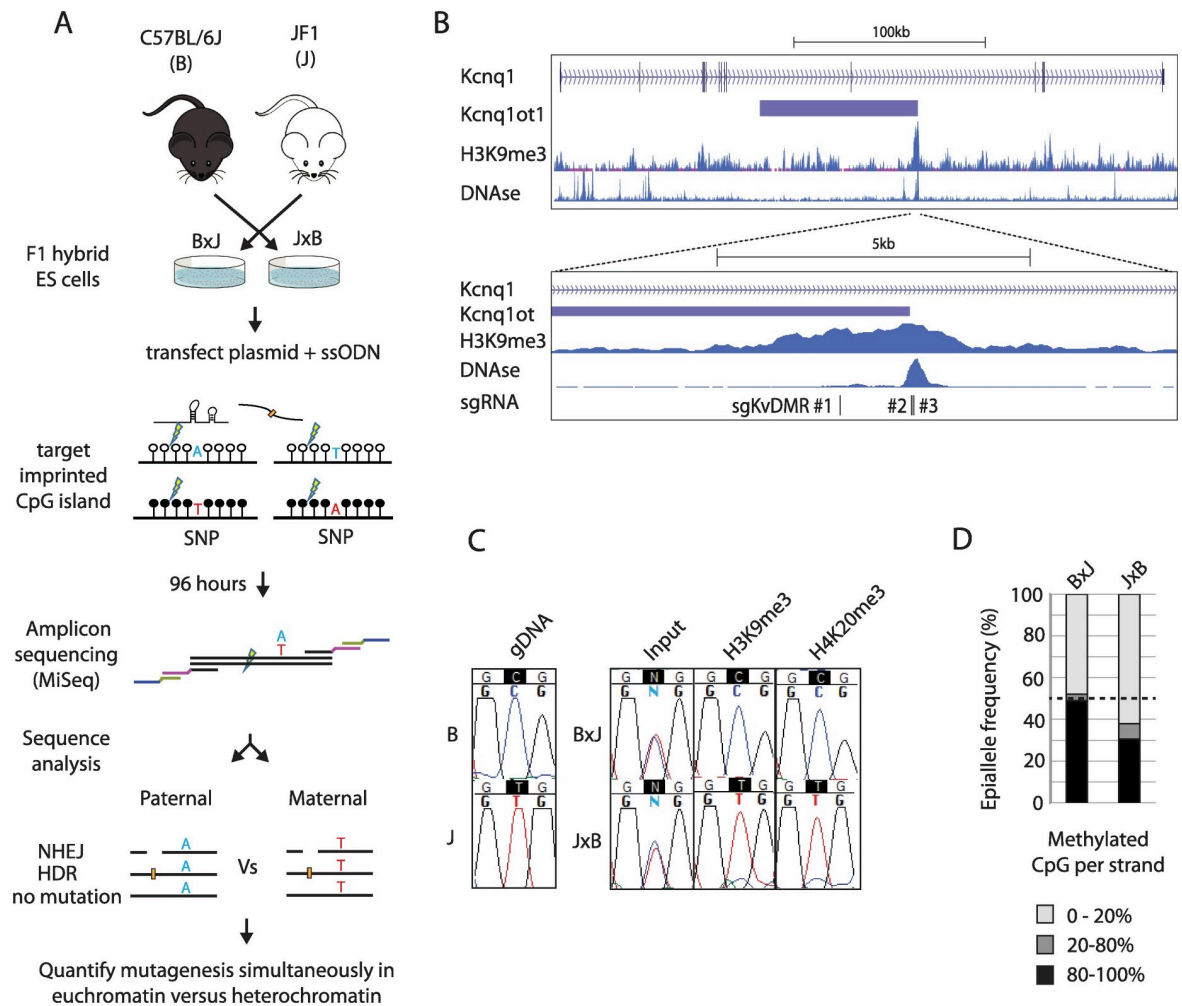 A
C57BL/6J
(B)
JF1
(J)
F1 hybrid
ES cells
BxJ
JxB
transfect plasmid + ssODN
target
imprinted
CpG island
A
T
T
A
SNP
SNP
96 hours
Amplicon
sequencing
(MiSeq)
A
T
Sequence
analysis
Paternal
Maternal
NHEJ
HDR
no mutation
A
A
A
Vs
T
T
T
Quantify mutagenesis simultaneously in
euchromatin versus heterochromatin
B
100kb
Kcnq1
Kcnq1ot1
H3K9me3
DNAse
5kb
Kcnq1
Kcnq1ot
H3K9me3
DNAse
sgRNA
sgKvDMR #1
#2
#3
C
gDNA
Input
H3K9me3
H4K20me3
B
G C G
G C G
J
G T G
G T G
BxJ
G N G
G N G
G C G
G C G
G C G
G C G
JxB
G N G
G N G
G T G
G T G
G T G
G T G
D
BxJ
JxB
Epiallele frequency (%)
100
80
60
40
20
0
Methylated
CpG per strand
0 - 20%
20-80%
80-100%